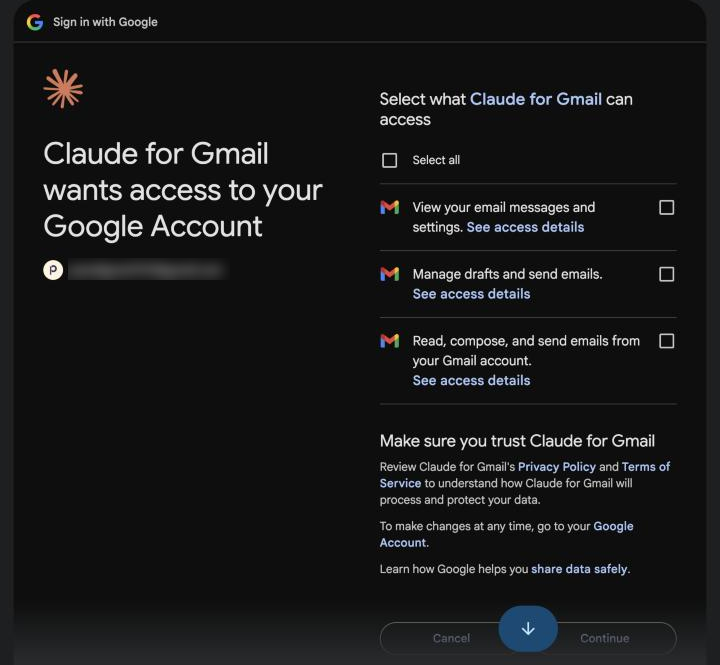 Sign in with Google
Claude for Gmail
wants access to your
Google Account
p
Select what Claude for Gmail can
access
Select all
View your email messages and
settings. See access details
Manage drafts and send emails.
See access details
Read, compose, and send emails from
your Gmail account.
See access details
Make sure you trust Claude for Gmail
Review Claude for Gmail's Privacy Policy and Terms of
Service to understand how Claude for Gmail will
process and protect your data.
To make changes at any time, go to your Google
Account.
Learn how Google helps you share data safely.
Cancel
Continue